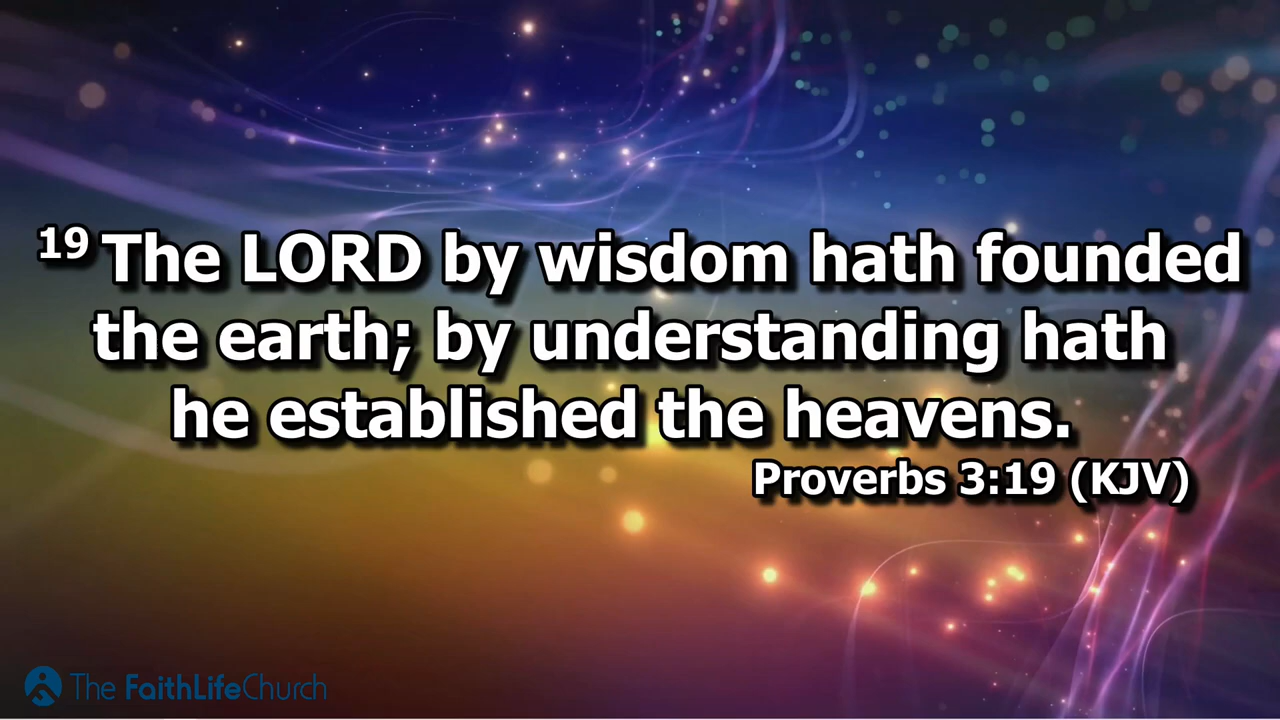 19 The LORD by wisdom hath founded
the earth; by understanding hath
he established the heavens.
Proverbs 3:19 (KJV)
The FaithLifeChurch